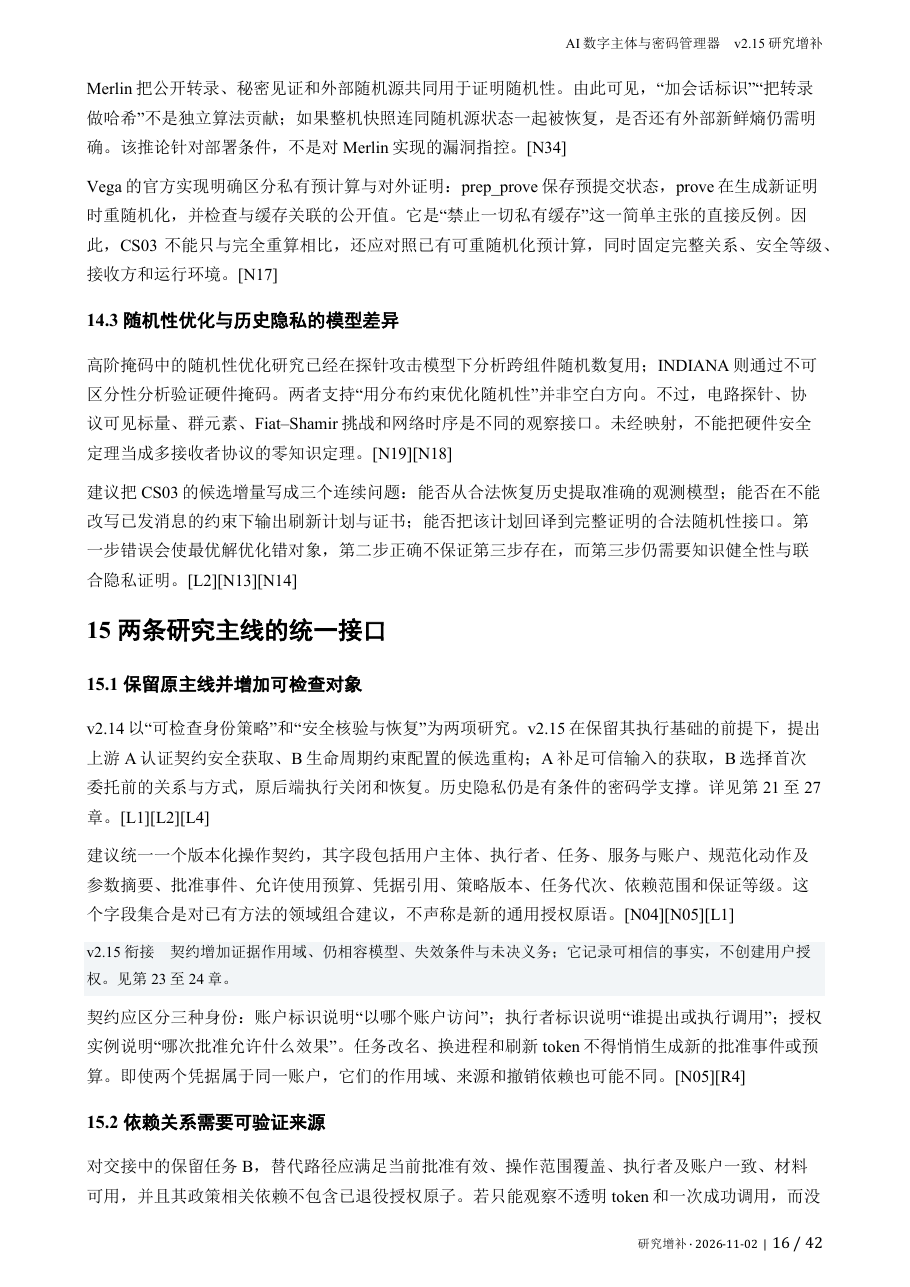 AI 数字主体与密码管理器 v2.15 研究增补
Merlin 把公开转录、秘密见证和外部随机源共同用于证明随机性。由此可见，“加会话标识”“把转录
做哈希”不是独立算法贡献；如果整机快照连同随机源状态一起被恢复，是否还有外部新鲜熵仍需明
确。该推论针对部署条件，不是对 Merlin 实现的漏洞指控。[N34]
Vega 的官方实现明确区分私有预计算与对外证明：prep_prove 保存预提交状态，prove 在生成新证明
时重随机化，并检查与缓存关联的公开值。它是“禁止一切私有缓存”这一简单主张的直接反例。因
此，CS03 不能只与完全重算相比，还应对照已有可重随机化预计算，同时固定完整关系、安全等级、
接收方和运行环境。[N17]
14.3 随机性优化与历史隐私的模型差异
高阶掩码中的随机性优化研究已经在探针攻击模型下分析跨组件随机数复用；INDIANA 则通过不可
区分性分析验证硬件掩码。两者支持“用分布约束优化随机性”并非空白方向。不过，电路探针、协
议可见标量、群元素、Fiat–Shamir 挑战和网络时序是不同的观察接口。未经映射，不能把硬件安全
定理当成多接收者协议的零知识定理。[N19][N18]
建议把 CS03 的候选增量写成三个连续问题：能否从合法恢复历史提取准确的观测模型；能否在不能
改写已发消息的约束下输出刷新计划与证书；能否把该计划回译到完整证明的合法随机性接口。第
一步错误会使最优解优化错对象，第二步正确不保证第三步存在，而第三步仍需要知识健全性与联
合隐私证明。[L2][N13][N14]
15 两条研究主线的统一接口
15.1 保留原主线并增加可检查对象
v2.14 以“可检查身份策略”和“安全核验与恢复”为两项研究。v2.15 在保留其执行基础的前提下，提出
上游 A 认证契约安全获取、B 生命周期约束配置的候选重构；A 补足可信输入的获取，B 选择首次
委托前的关系与方式，原后端执行关闭和恢复。历史隐私仍是有条件的密码学支撑。详见第 21 至 27
章。[L1][L2][L4]
建议统一一个版本化操作契约，其字段包括用户主体、执行者、任务、服务与账户、规范化动作及
参数摘要、批准事件、允许使用预算、凭据引用、策略版本、任务代次、依赖范围和保证等级。这
个字段集合是对已有方法的领域组合建议，不声称是新的通用授权原语。[N04][N05][L1]
v2.15 衔接 契约增加证据作用域、仍相容模型、失效条件与未决义务；它记录可相信的事实，不创建用户授
权。见第 23 至 24 章。
契约应区分三种身份：账户标识说明“以哪个账户访问”；执行者标识说明“谁提出或执行调用”；授权
实例说明“哪次批准允许什么效果”。任务改名、换进程和刷新 token 不得悄悄生成新的批准事件或预
算。即使两个凭据属于同一账户，它们的作用域、来源和撤销依赖也可能不同。[N05][R4]
15.2 依赖关系需要可验证来源
对交接中的保留任务 B，替代路径应满足当前批准有效、操作范围覆盖、执行者及账户一致、材料
可用，并且其政策相关依赖不包含已退役授权原子。若只能观察不透明 token 和一次成功调用，而没
研究增补 · 2026-11-02 | 16 / 42